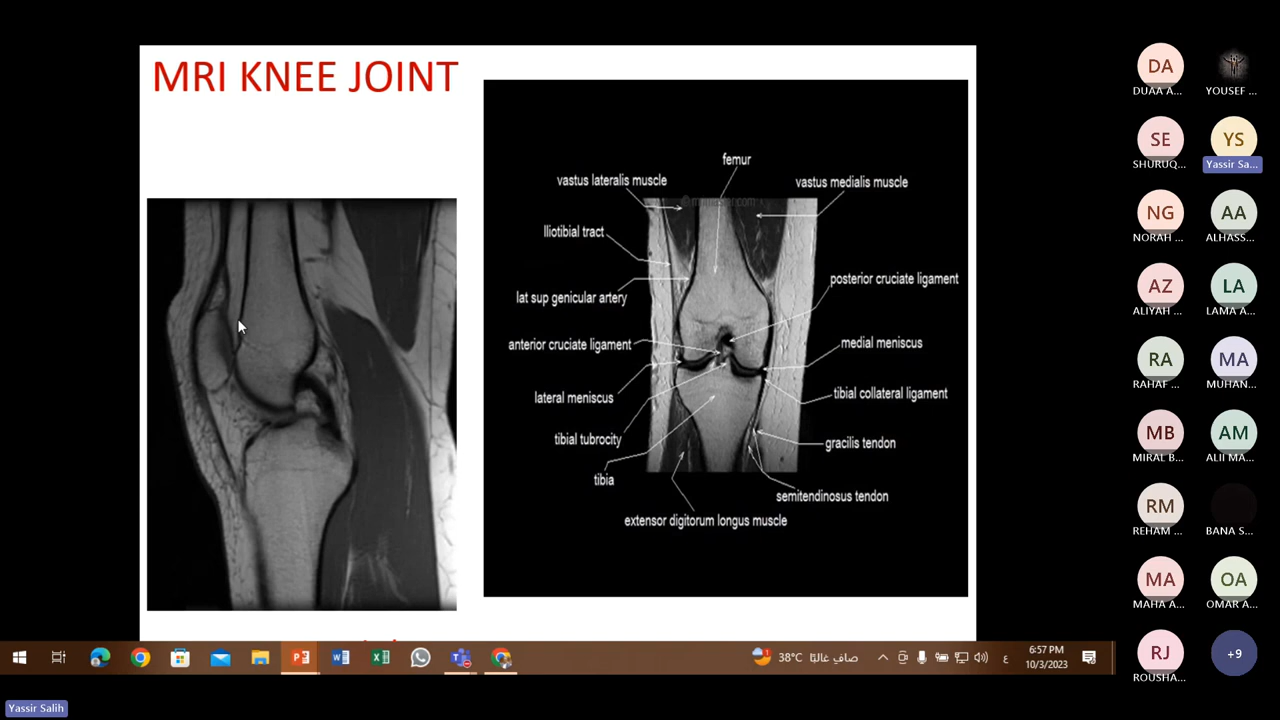 MRI KNEE JOINT
femur
vastus lateralis muscle
vastus medialis muscle
lliotibial tract
posterior cruciate ligament
lat sup genicular artery
anterior cruciate ligament
medial meniscus
lateral meniscus
tibial collateral ligament
tibial tubrocity
gracilis tendon
tibia
semitendinosus tendon
extensor digitorum longus muscle
DA
DUAA A...
YOUSEF ...
SE
SHURUQ...
YS
Yassir Sa...
NG
NORAH ...
AA
ALHASS...
AZ
ALIYAH ...
LA
LAMA A...
RA
RAHAF ...
MA
MUHAN...
MB
MIRAL B...
AM
ALII MA...
RM
REHAM ...
BANA S...
MA
MAHA A...
OA
OMAR A...
RJ
ROUSHA...
+9
38°C صافي غالبًا
ع
6:57 PM
10/3/2023
Yassir Salih